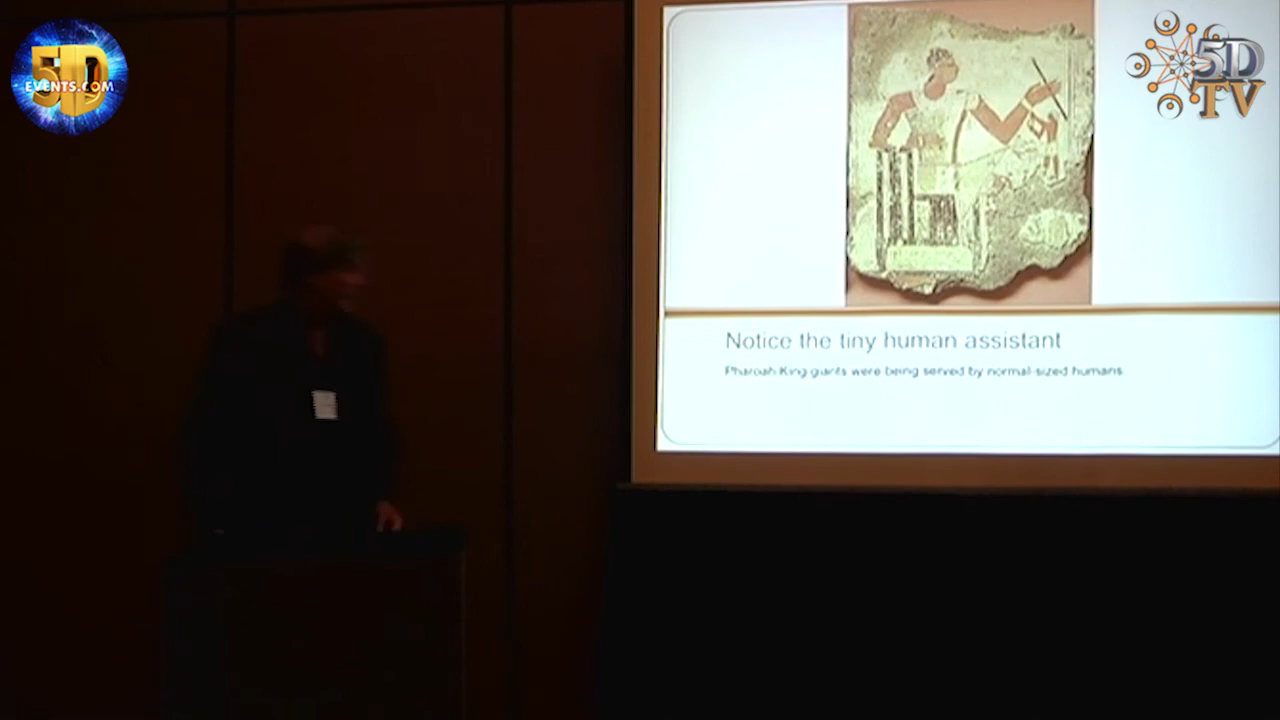 5D
EVENTS.COM
5D
TV
Notice the tiny human assistant
Pharoah King giants were being served by normal-sized humans